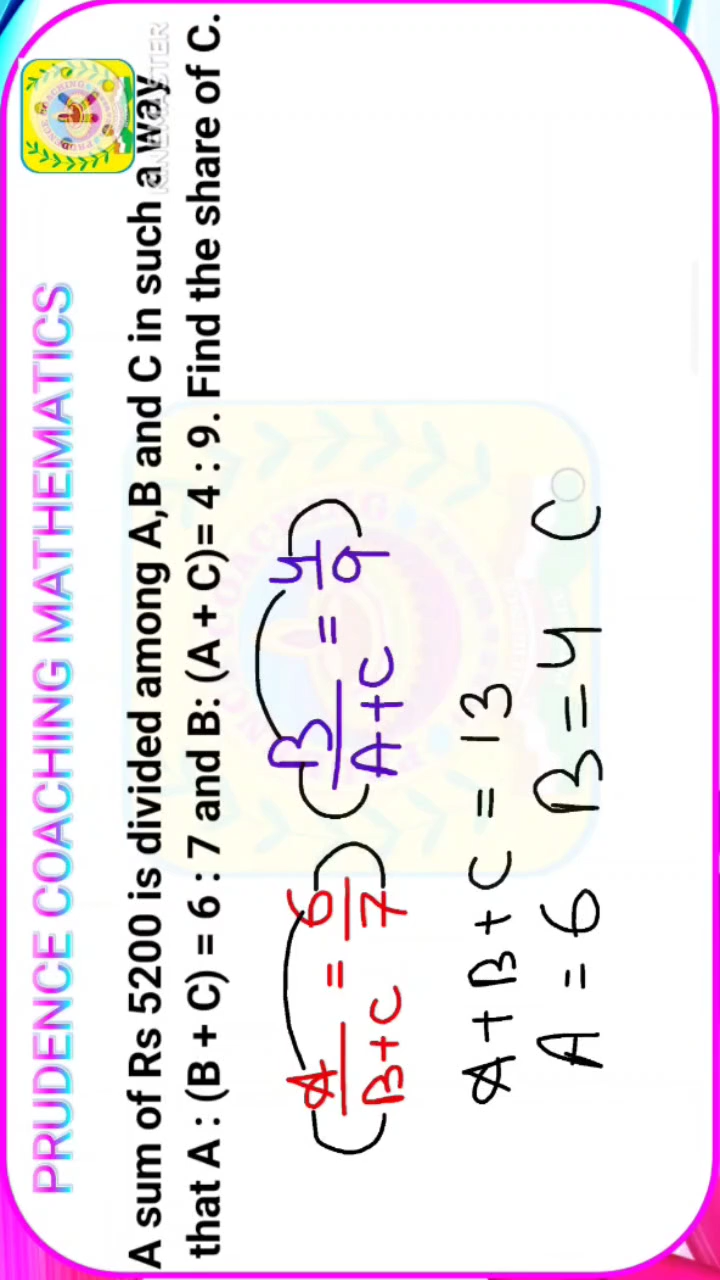 PRUDENCE COACHING MATHEMATICS
A sum of Rs 5200 is divided among A,B and C in such a way
that A : (B + C) = 6 : 7 and B: (A + C)= 4 : 9. Find the share of C.
A/B+C = 6/7 B/A+C = 4/9
A+B+C = 13
A = 6 B = 4 C
KINEMASTER